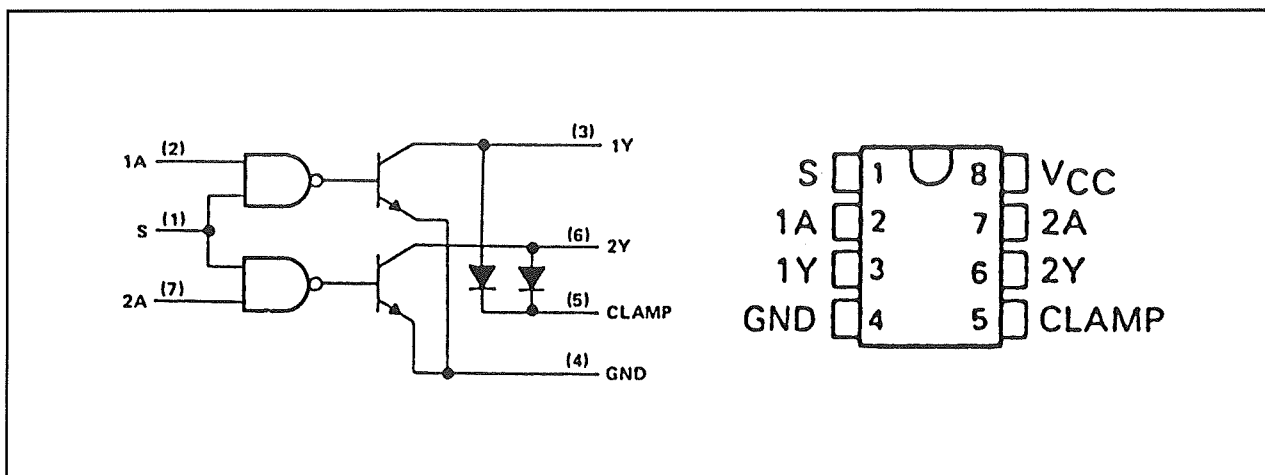 1A (2)
(3) 1Y
S (1)
(6) 2Y
2A (7)
(5) CLAMP
(4) GND
S 1 8 VCC
1A 2 7 2A
1Y 3 6 2Y
GND 4 5 CLAMP